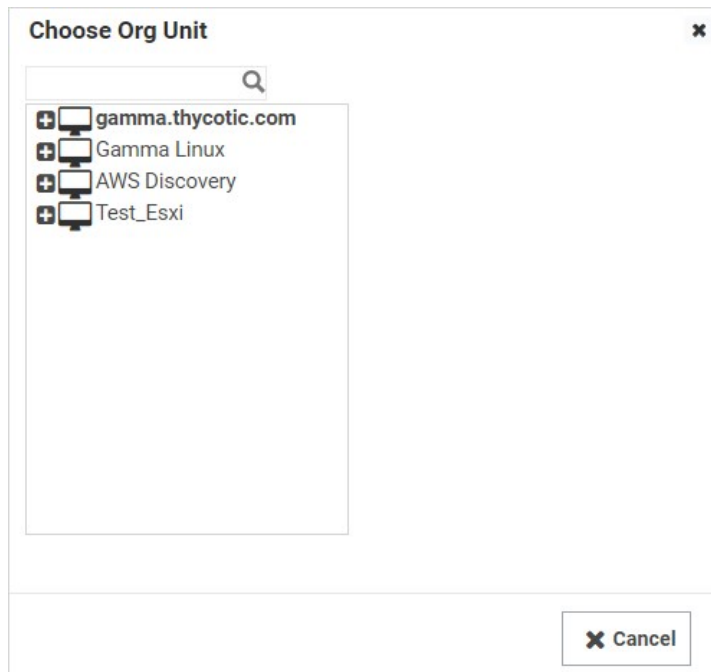 Choose Org Unit
gamma.thycotic.com
Gamma Linux
AWS Discovery
Test_Esxi
Cancel